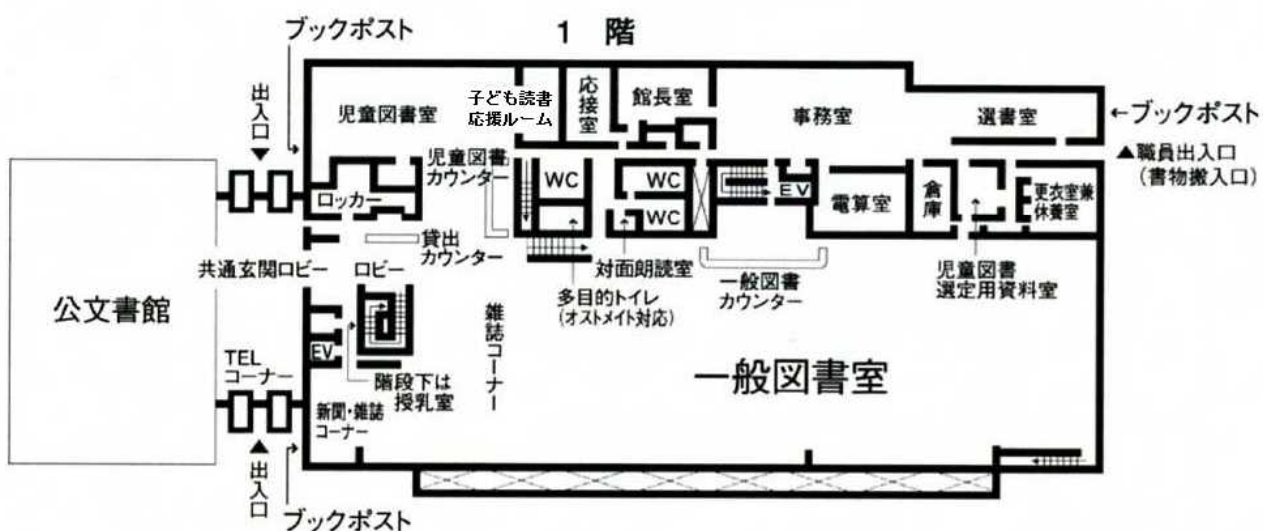 ブックポスト
1 階
出入口
児童図書室
子ども読書
応援ルーム
応接室
館長室
事務室
選書室
←ブックポスト
▲職員出入口
(書物搬入口)
児童図書
カウンター
WC
WC
WC
EV
電算室
倉庫
更衣室兼
休養室
ロッカー
貸出
カウンター
共通玄関ロビー
ロビー
対面朗読室
多目的トイレ
(オストメイト対応)
一般図書
カウンター
児童図書
選定用資料室
公文書館
雑誌コーナー
一般図書室
EV
TEL
コーナー
階段下は
授乳室
新聞・雑誌
コーナー
出入口
ブックポスト